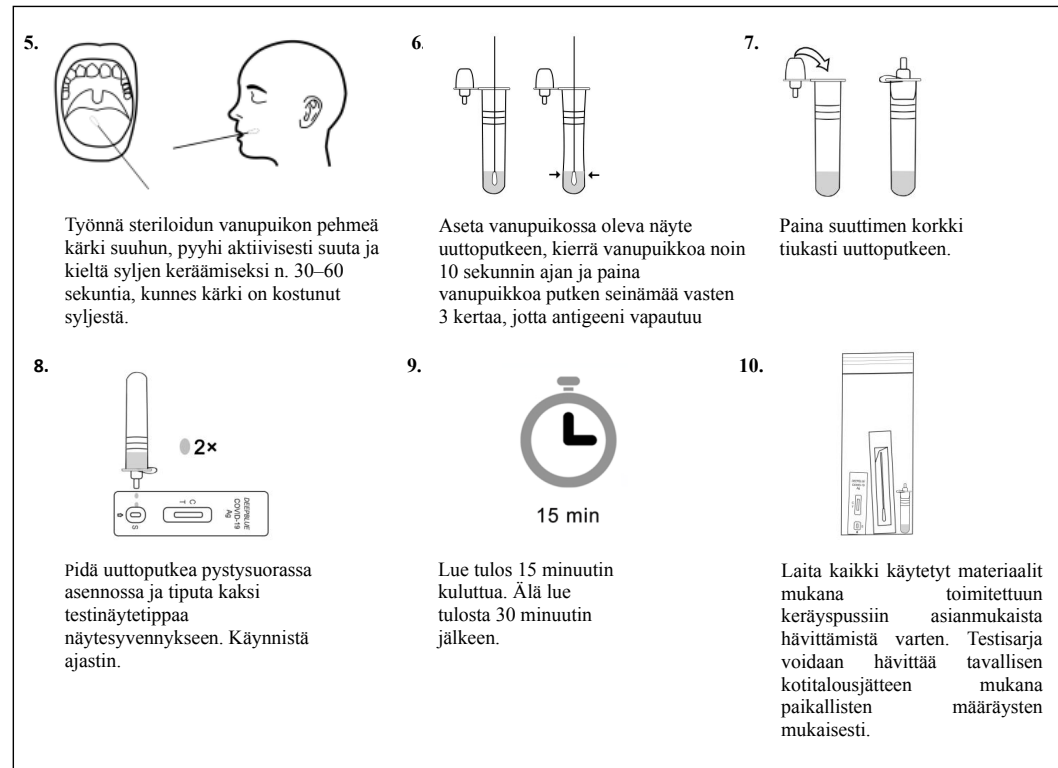 5.
Työnnä steriloidun vanupuikon pehmeä
kärki suuhun, pyyhi aktiivisesti suuta ja
kieltä syljen keräämiseksi n. 30–60
sekuntia, kunnes kärki on kostunut
syljestä.
6.
Aseta vanupuikossa oleva näyte
uuttoputkeen, kierrä vanupuikkoa noin
10 sekunnin ajan ja paina
vanupuikkoa putken seinämää vasten
3 kertaa, jotta antigeeni vapautuu
7.
Paina suuttimen korkki
tiukasti uuttoputkeen.
8.
2×
DEEPBLUE
COVID-19
Ag
C
T
S
Pidä uuttoputkea pystysuorassa
asennossa ja tiputa kaksi
testinäytetippaa
näytesyvennykseen. Käynnistä
ajastin.
9.
15 min
Lue tulos 15 minuutin
kuluttua. Älä lue
tulosta 30 minuutin
jälkeen.
10.
Laita kaikki käytetyt materiaalit
mukana toimitettuun
keräyspussiin asianmukaista
hävittämistä varten. Testisarja
voidaan hävittää tavallisen
kotitalousjätteen mukana
paikallisten määräysten
mukaisesti.